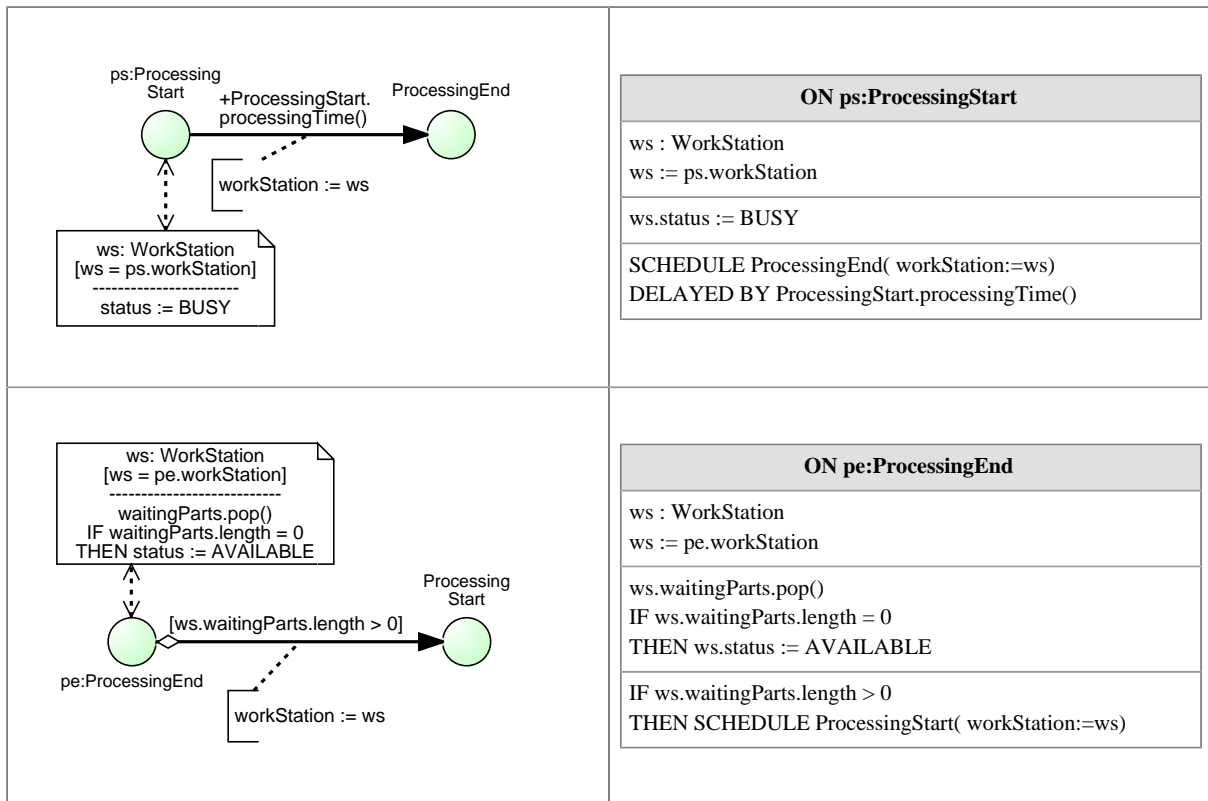 ps:Processing
Start
+ProcessingStart.
processingTime()
ProcessingEnd
workStation := ws
ws: WorkStation
[ws = ps.workStation]
------------------------
status := BUSY
ON ps:ProcessingStart
ws : WorkStation
ws := ps.workStation
ws.status := BUSY
SCHEDULE ProcessingEnd( workStation:=ws)
DELAYED BY ProcessingStart.processingTime()
ws: WorkStation
[ws = pe.workStation]
----------------------------
waitingParts.pop()
IF waitingParts.length = 0
THEN status := AVAILABLE
Processing
Start
[ws.waitingParts.length > 0]
pe:ProcessingEnd
workStation := ws
ON pe:ProcessingEnd
ws : WorkStation
ws := pe.workStation
ws.waitingParts.pop()
IF ws.waitingParts.length = 0
THEN ws.status := AVAILABLE
IF ws.waitingParts.length > 0
THEN SCHEDULE ProcessingStart( workStation:=ws)